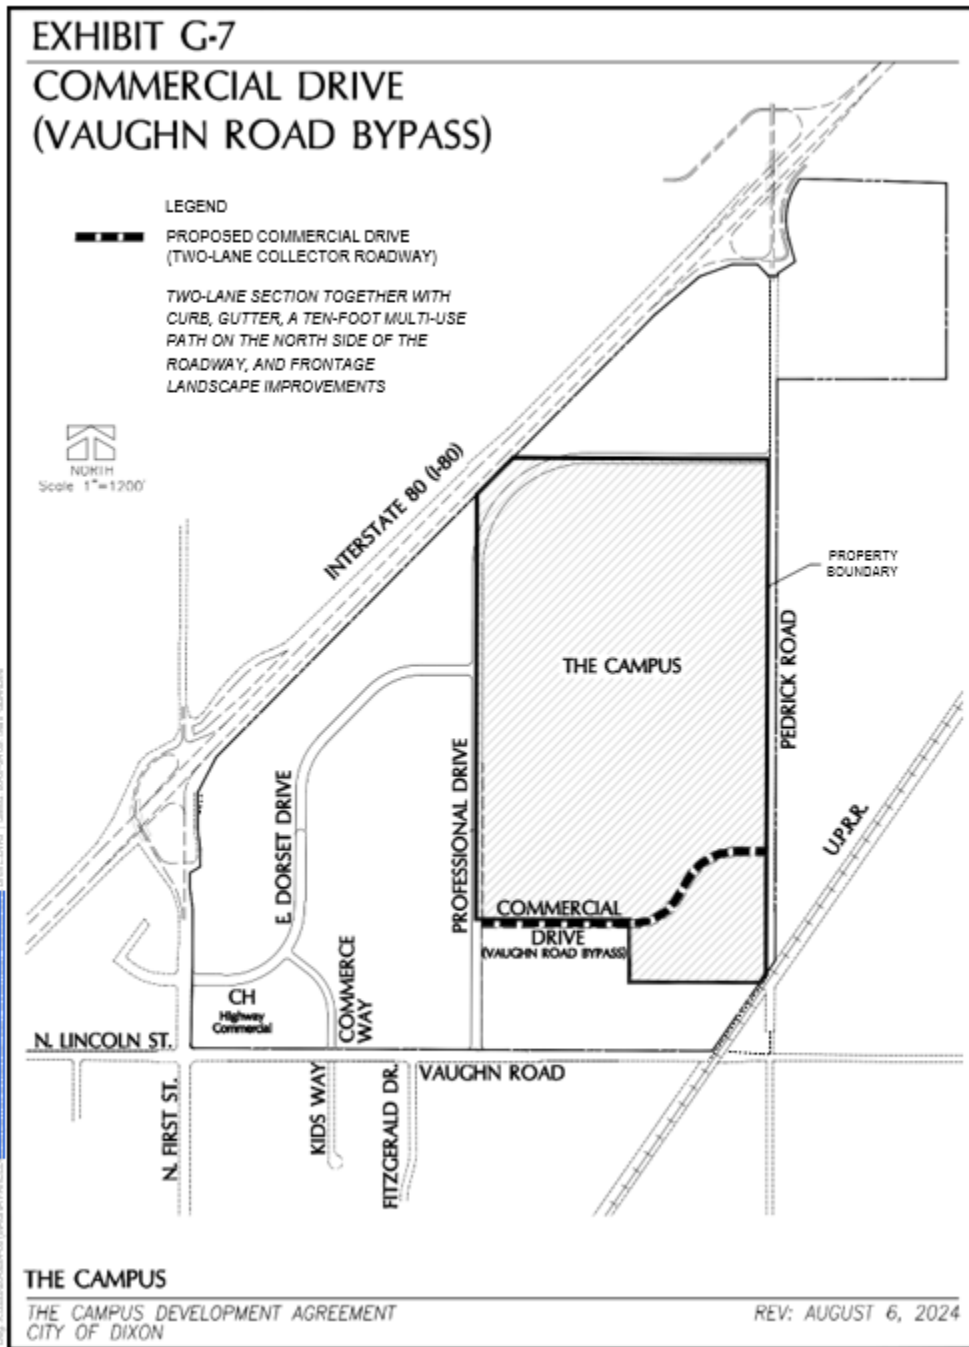 EXHIBIT G-7
COMMERCIAL DRIVE
(VAUGHN ROAD BYPASS)
LEGEND
PROPOSED COMMERCIAL DRIVE
(TWO-LANE COLLECTOR ROADWAY)
TWO-LANE SECTION TOGETHER WITH
CURB, GUTTER, A TEN-FOOT MULTI-USE
PATH ON THE NORTH SIDE OF THE
ROADWAY, AND FRONTAGE
LANDSCAPE IMPROVEMENTS
NORTH
Scale 1"=1200'
INTERSTATE 80 (I-80)
PROPERTY
BOUNDARY
THE CAMPUS
PEDRICK ROAD
PROFESSIONAL DRIVE
E. DORSET DRIVE
U.P.R.R.
COMMERCIAL
DRIVE
(VAUGHN ROAD BYPASS)
COMMERCE
WAY
CH
Highway
Commercial
N. LINCOLN ST.
VAUGHN ROAD
N. FIRST ST.
KIDS WAY
FITZGERALD DR.
THE CAMPUS
THE CAMPUS DEVELOPMENT AGREEMENT
CITY OF DIXON
REV: AUGUST 6, 2024